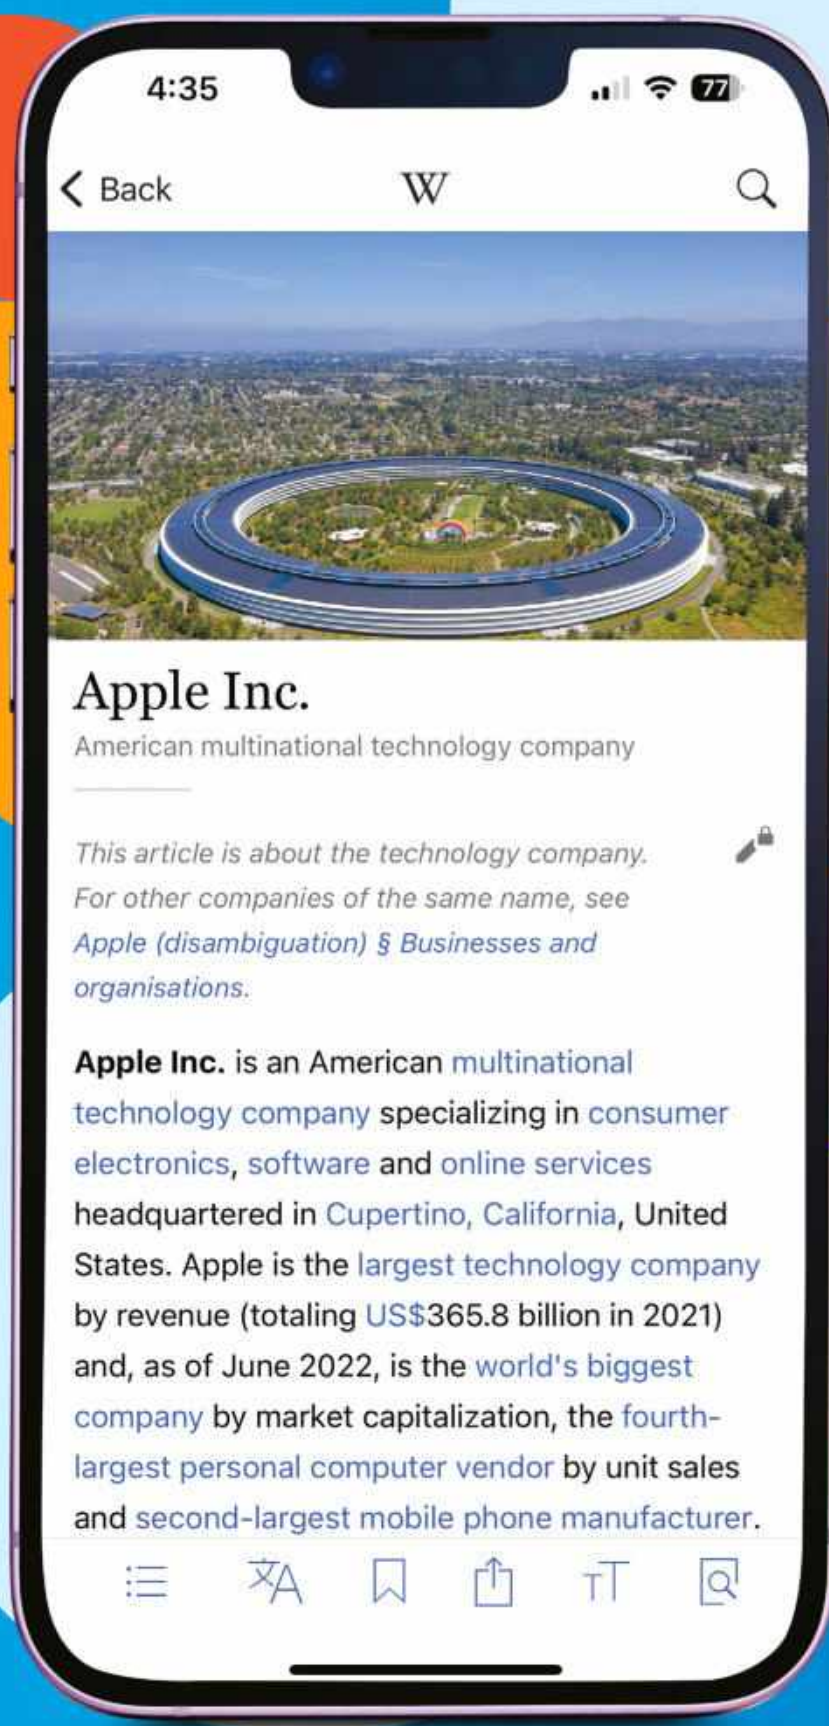 4:35
77
Back
W
Apple Inc.
American multinational technology company
This article is about the technology company.
For other companies of the same name, see
Apple (disambiguation) § Businesses and
organisations.
Apple Inc. is an American multinational
technology company specializing in consumer
electronics, software and online services
headquartered in Cupertino, California, United
States. Apple is the largest technology company
by revenue (totaling US$365.8 billion in 2021)
and, as of June 2022, is the world's biggest
company by market capitalization, the fourth-
largest personal computer vendor by unit sales
and second-largest mobile phone manufacturer.
文A
TT